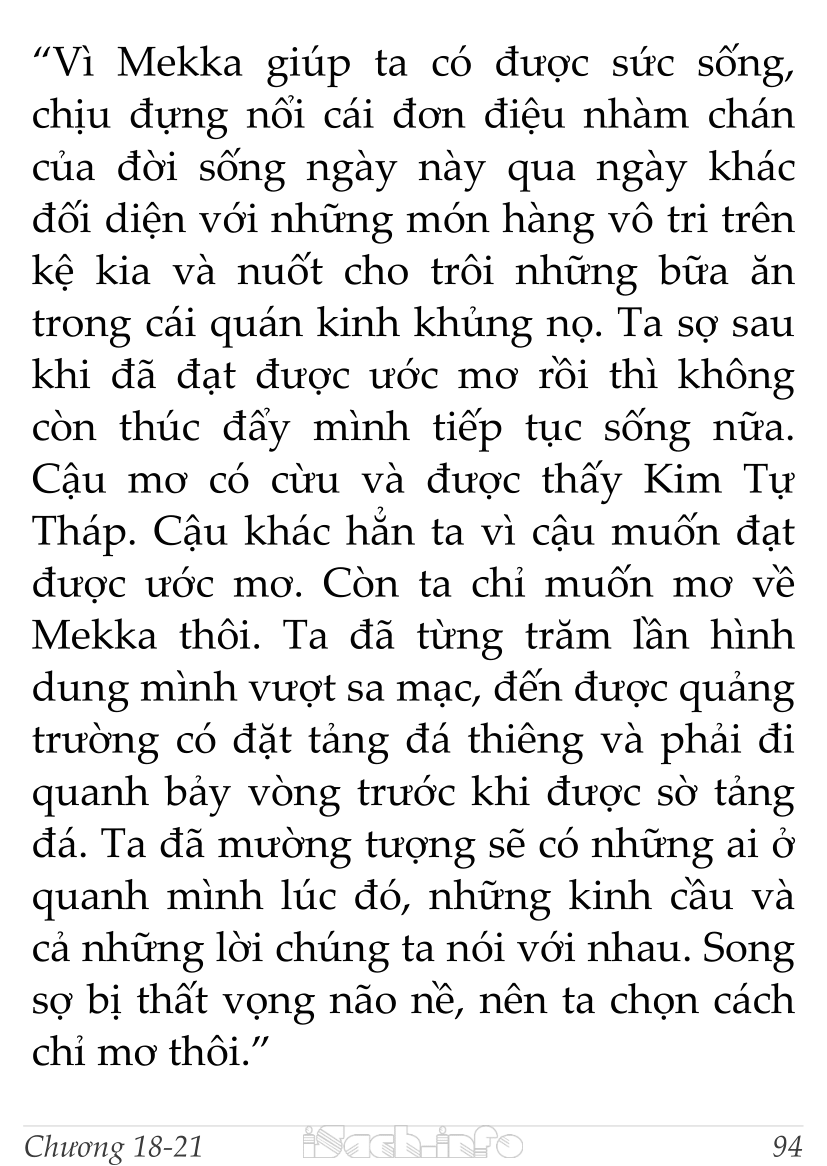 “Vì Mekka giúp ta có được sức sống,
chịu đựng nổi cái đơn điệu nhàm chán
của đời sống ngày này qua ngày khác
đối diện với những món hàng vô tri trên
kệ kia và nuốt cho trôi những bữa ăn
trong cái quán kinh khủng nọ. Ta sợ sau
khi đã đạt được ước mơ rồi thì không
còn thúc đẩy mình tiếp tục sống nữa.
Cậu mơ có cừu và được thấy Kim Tự
Tháp. Cậu khác hẳn ta vì cậu muốn đạt
được ước mơ. Còn ta chỉ muốn mơ về
Mekka thôi. Ta đã từng trăm lần hình
dung mình vượt sa mạc, đến được quảng
trường có đặt tảng đá thiêng và phải đi
quanh bảy vòng trước khi được sờ tảng
đá. Ta đã mường tượng sẽ có những ai ở
quanh mình lúc đó, những kinh cầu và
cả những lời chúng ta nói với nhau. Song
sợ bị thất vọng não nề, nên ta chọn cách
chỉ mơ thôi.”
Chương 18-21 iSach.info 94